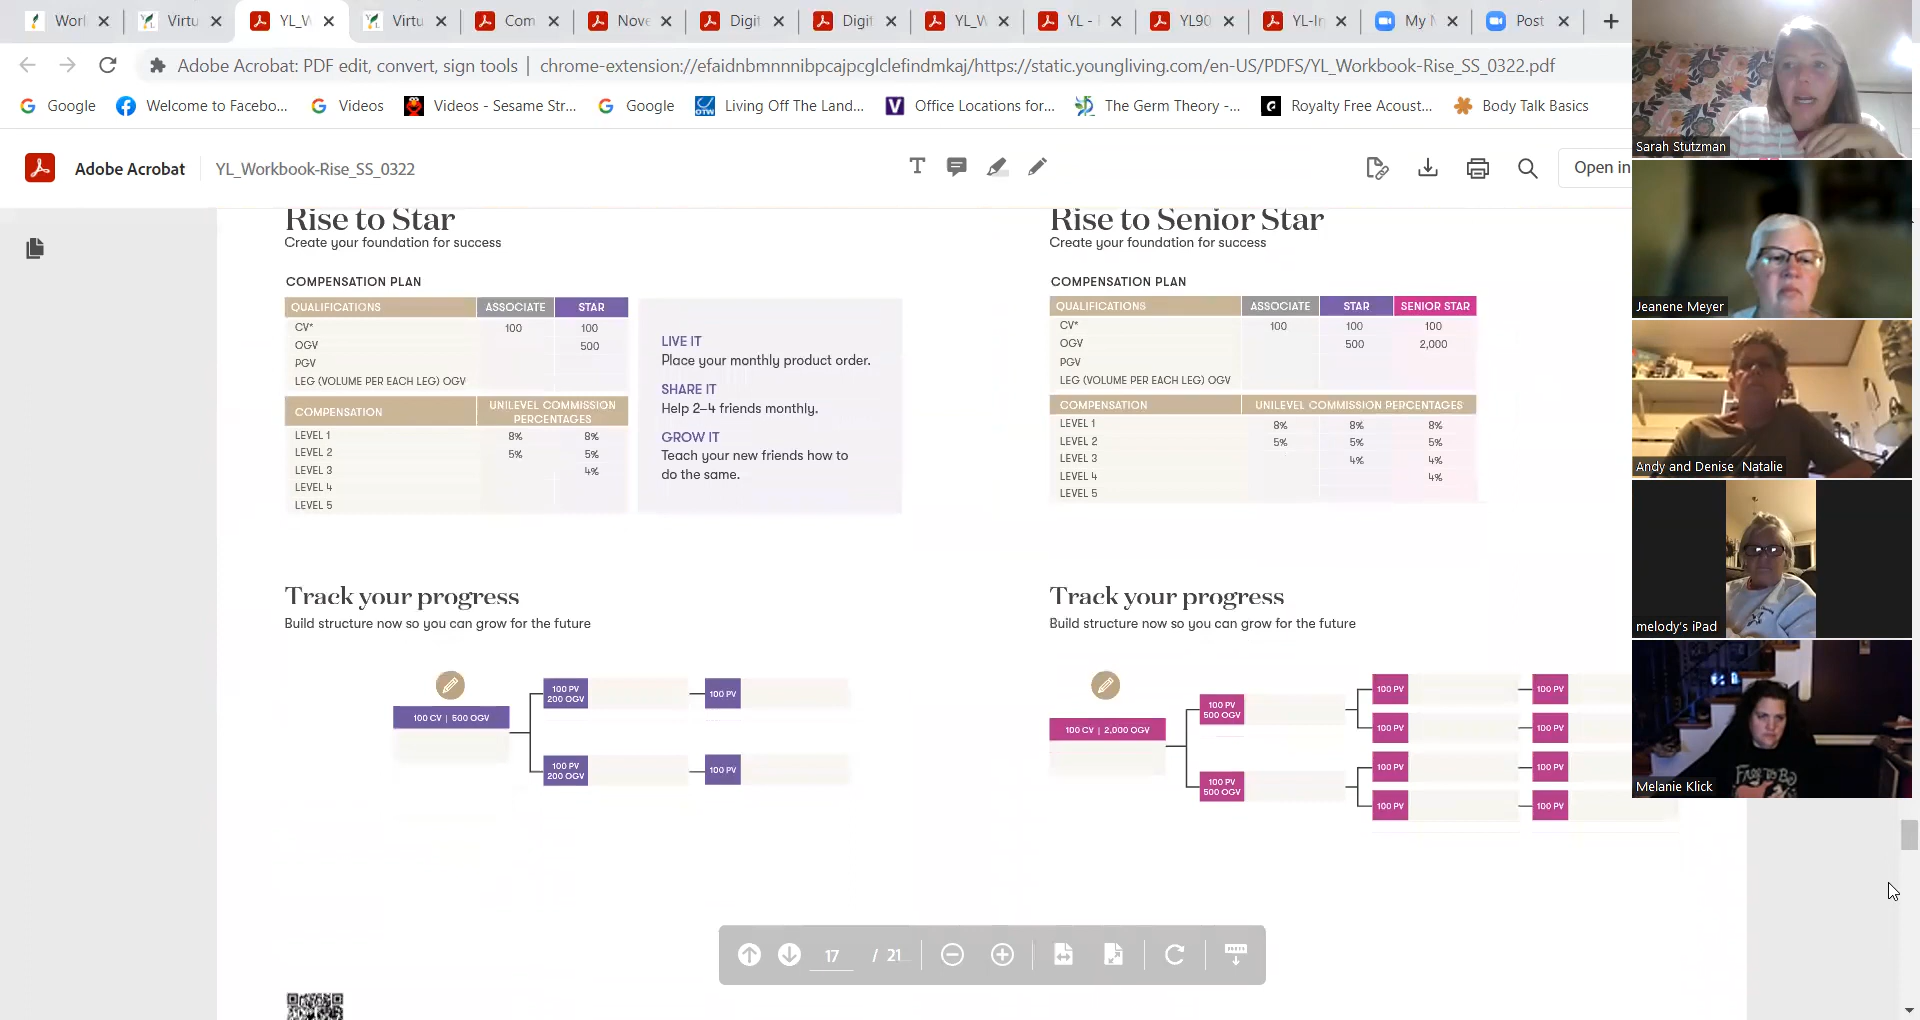 Worl
Virtu
YL_W
Virtu
Com
Nove
Digit
Digit
YL_W
YL -
YL90
YL-In
My
Post
Adobe Acrobat: PDF edit, convert, sign tools | chrome-extension://efaidnbmnnnibpcajpcglclefindmkaj/https://static.youngliving.com/en-US/PDFS/YL_Workbook-Rise_SS_0322.pdf
Google
Welcome to Facebo...
Videos
Videos - Sesame Str...
Google
Living Off The Land...
Office Locations for...
The Germ Theory -...
Royalty Free Acoust...
Body Talk Basics
Adobe Acrobat
YL_Workbook-Rise_SS_0322
Open in
Rise to Star
Create your foundation for success
COMPENSATION PLAN
QUALIFICATIONS ASSOCIATE STAR
CV* 100 100
OGV 500
PGV
LEG (VOLUME PER EACH LEG) OGV
COMPENSATION UNILEVEL COMMISSION PERCENTAGES
LEVEL 1 8% 8%
LEVEL 2 5% 5%
LEVEL 3 4%
LEVEL 4
LEVEL 5
LIVE IT
Place your monthly product order.
SHARE IT
Help 2–4 friends monthly.
GROW IT
Teach your new friends how to
do the same.
Track your progress
Build structure now so you can grow for the future
100 CV | 500 OGV
100 PV
200 OGV
100 PV
100 PV
200 OGV
100 PV
Rise to Senior Star
Create your foundation for success
COMPENSATION PLAN
QUALIFICATIONS ASSOCIATE STAR SENIOR STAR
CV* 100 100 100
OGV 500 2,000
PGV
LEG (VOLUME PER EACH LEG) OGV
COMPENSATION UNILEVEL COMMISSION PERCENTAGES
LEVEL 1 8% 8% 8%
LEVEL 2 5% 5% 5%
LEVEL 3 4% 4%
LEVEL 4 4%
LEVEL 5
Track your progress
Build structure now so you can grow for the future
100 CV | 2,000 OGV
100 PV
500 OGV
100 PV
100 PV
100 PV
100 PV
100 PV
500 OGV
100 PV
100 PV
100 PV
100 PV
17 / 21
Sarah Stutzman
Jeanene Meyer
Andy and Denise Natalie
melody's iPad
FREE TO BE
Melanie Klick